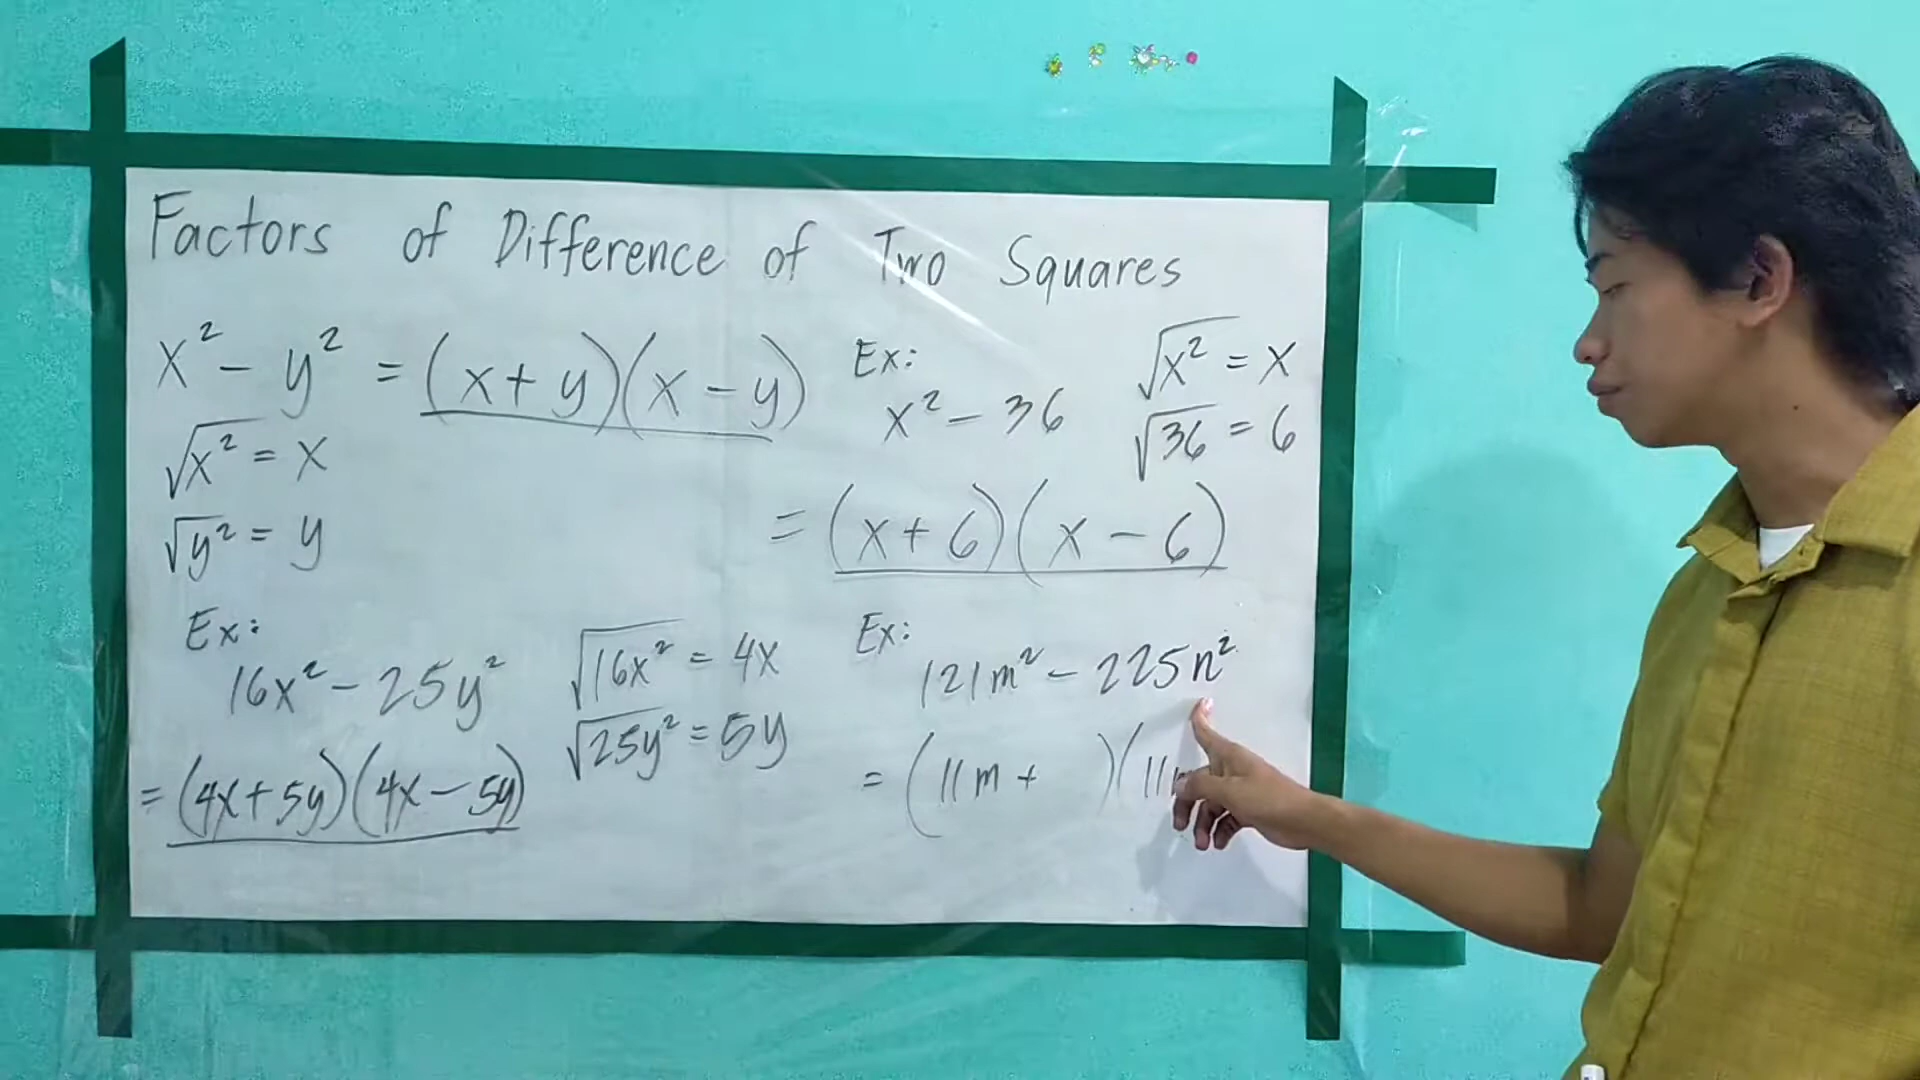 Factors of Difference of Two Squares
x² - y² = (x + y)(x - y)
√x² = x
√y² = y
Ex:
x² - 36
√x² = x
√36 = 6
= (x + 6)(x - 6)
Ex:
16x² - 25y²
√16x² = 4x
√25y² = 5y
= (4x + 5y)(4x - 5y)
Ex:
121m² - 225n²
= (11m + )(11m